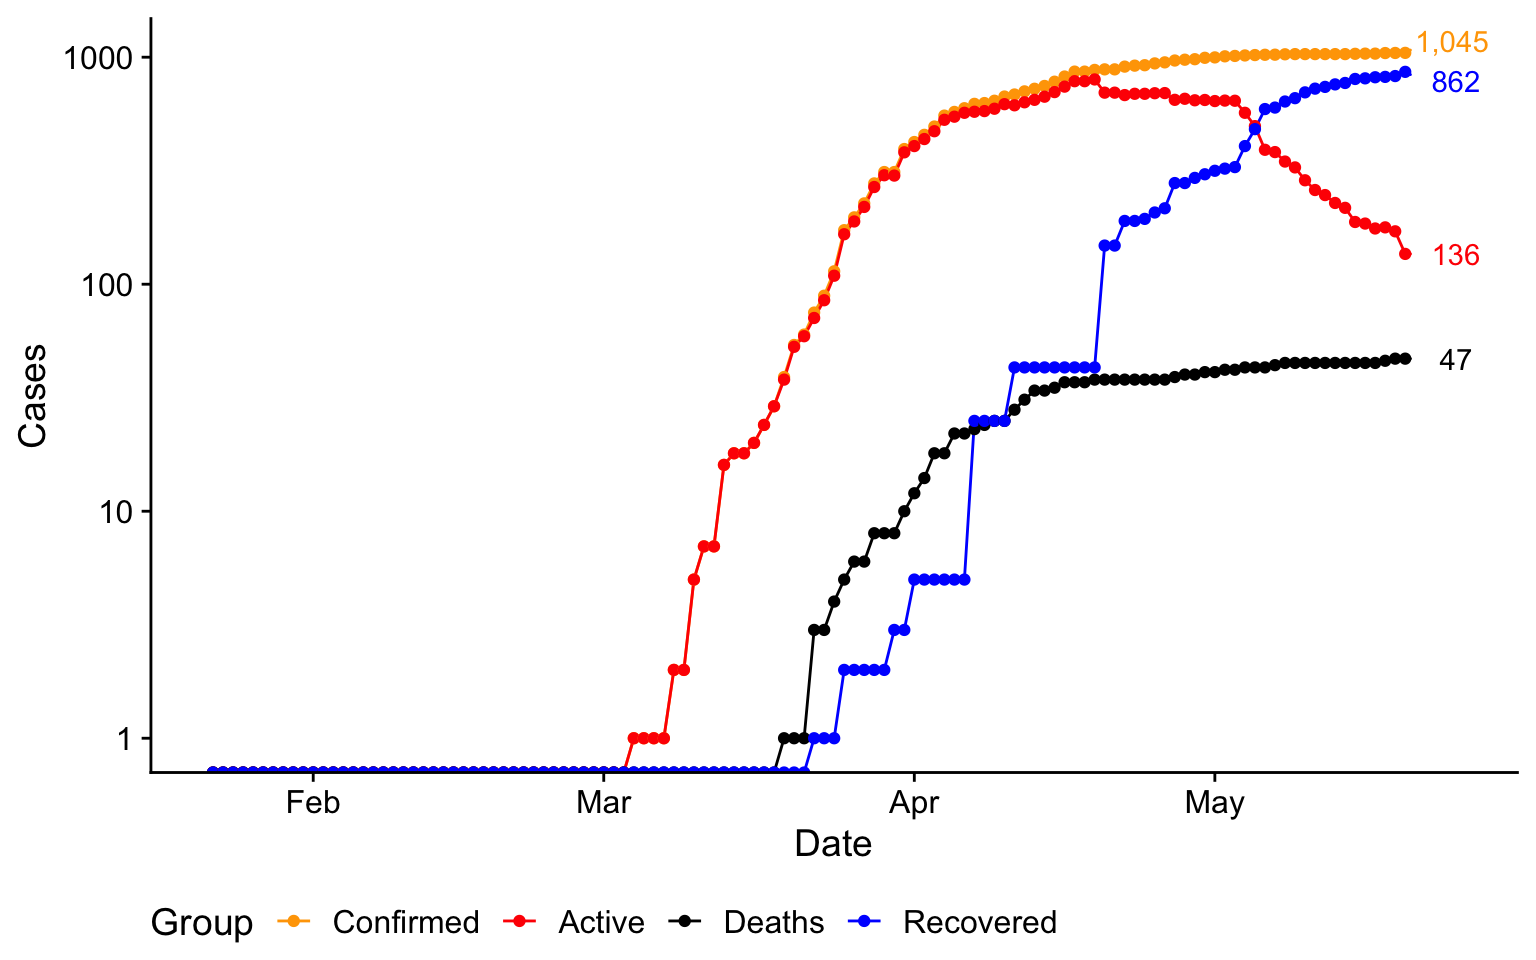 1000
100
10
1
Cases
1,045
862
136
47
Feb Mar Apr May
Date
Group Confirmed Active Deaths Recovered